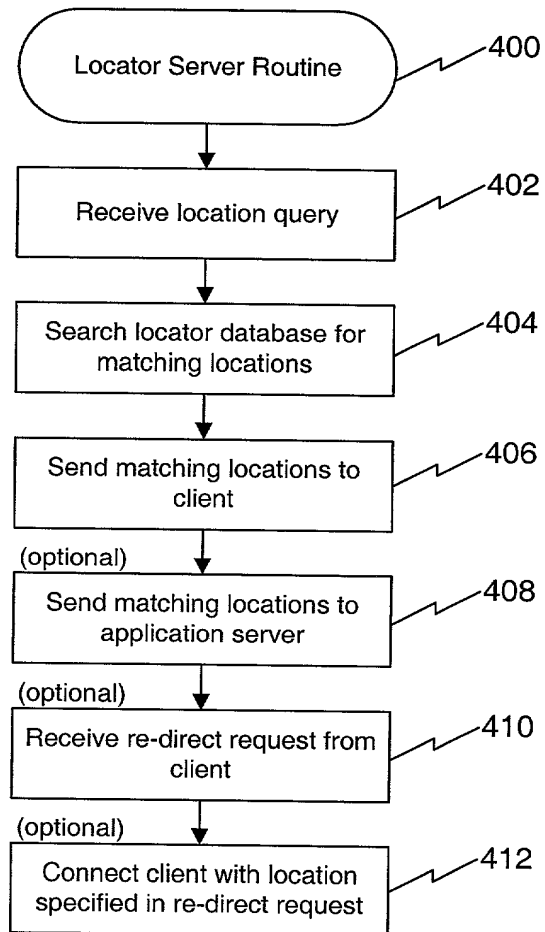 Locator Server Routine
400
Receive location query
402
Search locator database for
matching locations
404
Send matching locations to
client
406
(optional)
Send matching locations to
application server
408
(optional)
Receive re-direct request from
client
410
(optional)
Connect client with location
specified in re-direct request
412